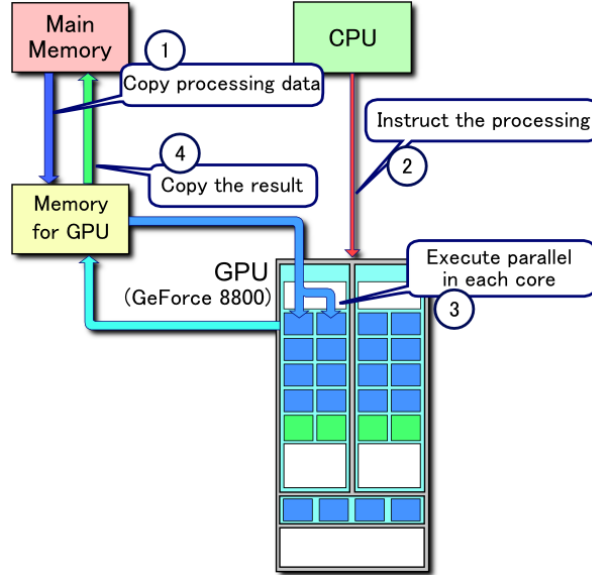 Main
Memory
CPU
1
Copy processing data
Instruct the processing
2
4
Copy the result
Memory
for GPU
GPU
(GeForce 8800)
Execute parallel
in each core
3